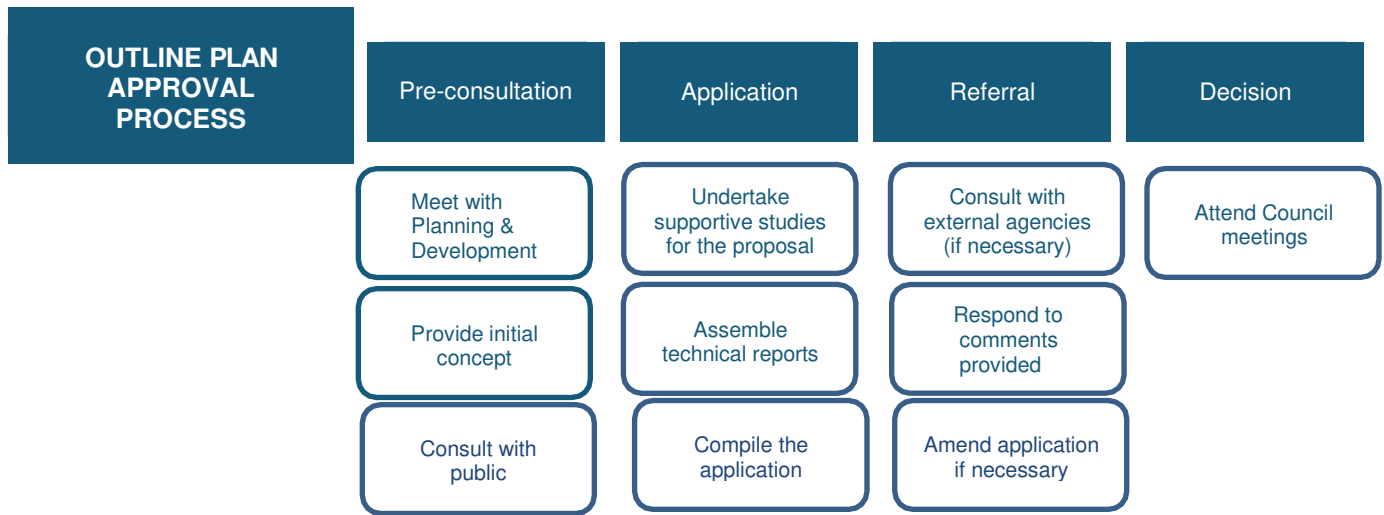 OUTLINE PLAN
APPROVAL
PROCESS
Pre-consultation
Application
Referral
Decision
Meet with
Planning &
Development
Undertake
supportive studies
for the proposal
Consult with
external agencies
(if necessary)
Attend Council
meetings
Provide initial
concept
Assemble
technical reports
Respond to
comments
provided
Consult with
public
Compile the
application
Amend application
if necessary